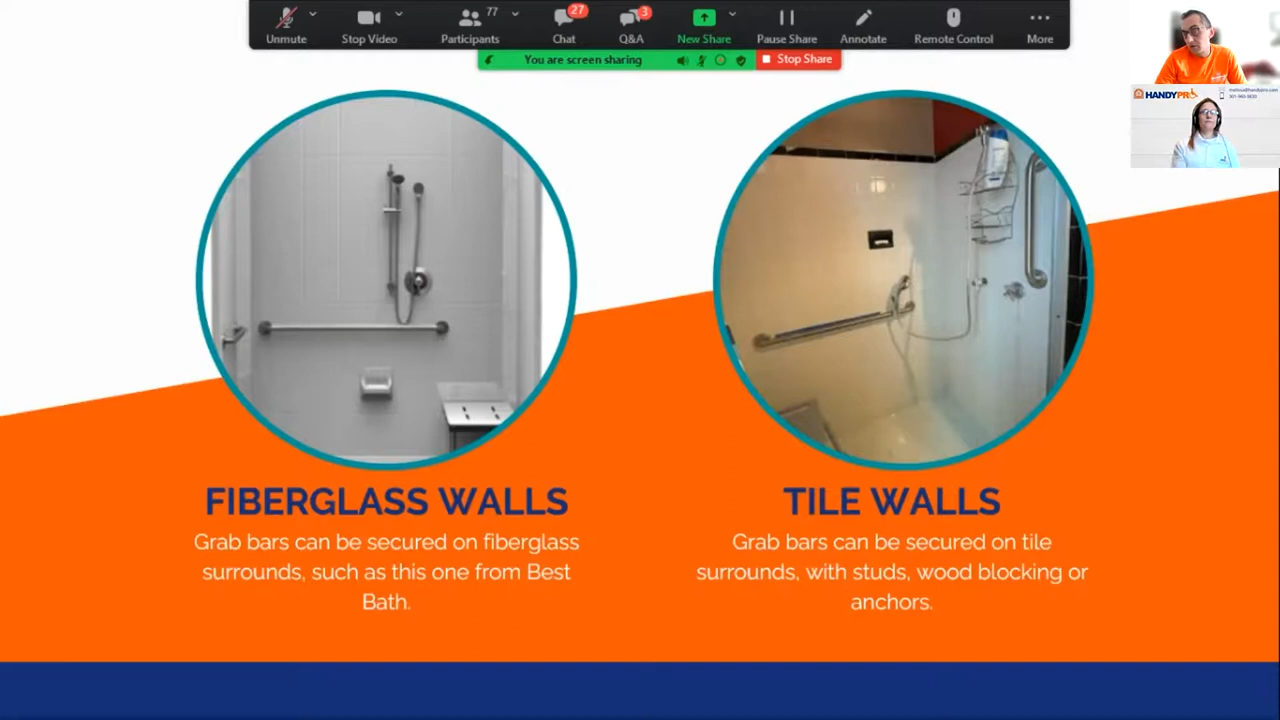 Unmute
Stop Video
77
Participants
27
Chat
3
Q&A
New Share
Pause Share
Annotate
Remote Control
More
You are screen sharing
Stop Share
HANDYPRO
FIBERGLASS WALLS
Grab bars can be secured on fiberglass
surrounds, such as this one from Best
Bath.
TILE WALLS
Grab bars can be secured on tile
surrounds, with studs, wood blocking or
anchors.